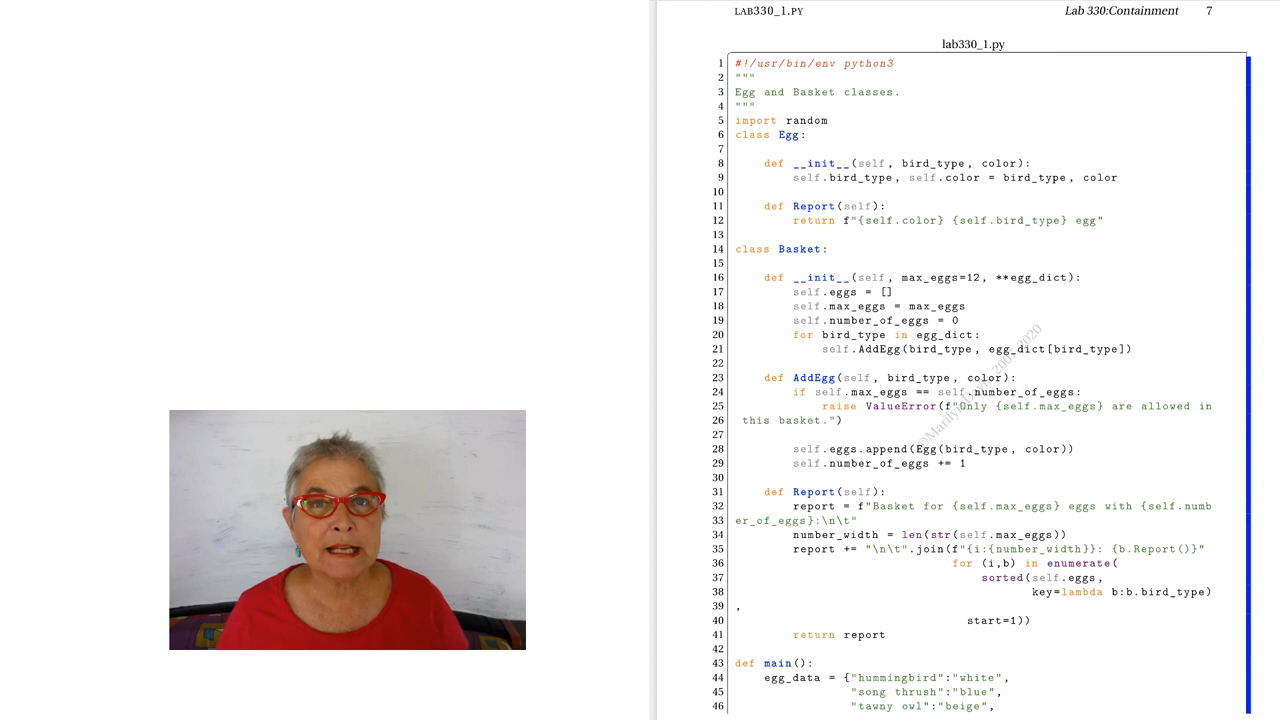 LAB330_1.PY Lab 330:Containment 7
lab330_1.py
1 #!/usr/bin/env python3
2 """
3 Egg and Basket classes.
4 """
5 import random
6 class Egg:
7
8     def __init__(self, bird_type, color):
9         self.bird_type, self.color = bird_type, color
10
11     def Report(self):
12         return f"{self.color} {self.bird_type} egg"
13
14 class Basket:
15
16     def __init__(self, max_eggs=12, **egg_dict):
17         self.eggs = []
18         self.max_eggs = max_eggs
19         self.number_of_eggs = 0
20         for bird_type in egg_dict:
21             self.AddEgg(bird_type, egg_dict[bird_type])
22
23     def AddEgg(self, bird_type, color):
24         if self.max_eggs == self.number_of_eggs:
25             raise ValueError(f"Only {self.max_eggs} are allowed in
26  this basket.")
27
28         self.eggs.append(Egg(bird_type, color))
29         self.number_of_eggs += 1
30
31     def Report(self):
32         report = f"Basket for {self.max_eggs} eggs with {self.numb
33 er_of_eggs}:\n\t"
34         number_width = len(str(self.max_eggs))
35         report += "\n\t".join(f"{i:{number_width}}: {b.Report()}"
36                               for (i,b) in enumerate(
37                                   sorted(self.eggs,
38                                          key=lambda b:b.bird_type)
39 ,
40                                 start=1))
41         return report
42
43 def main():
44     egg_data = {"hummingbird":"white",
45                 "song thrush":"blue",
46                 "tawny owl":"beige",